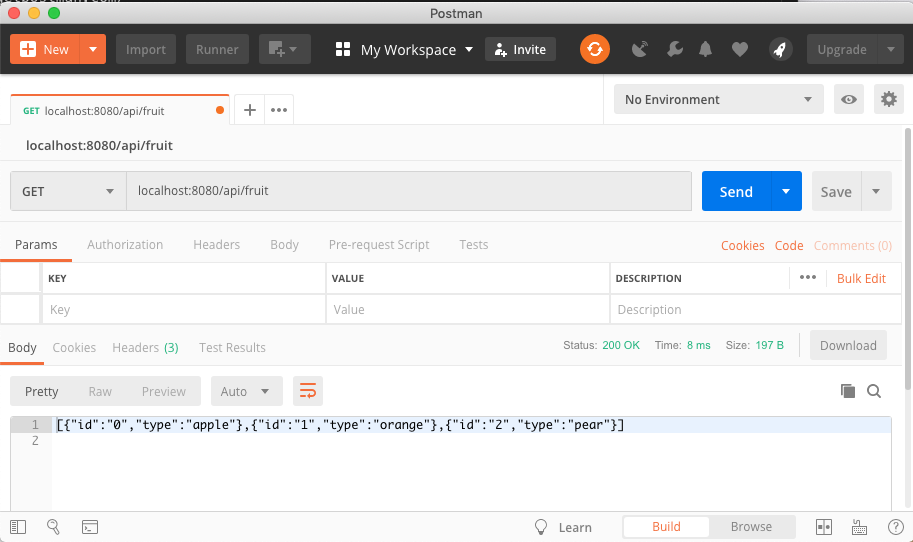 Postman
New Import Runner My Workspace Invite Upgrade
GET localhost:8080/api/fruit
No Environment
localhost:8080/api/fruit
GET localhost:8080/api/fruit Send Save
Params Authorization Headers Body Pre-request Script Tests Cookies Code Comments (0)
KEY VALUE DESCRIPTION Bulk Edit
Key Value Description
Body Cookies Headers (3) Test Results Status: 200 OK Time: 8 ms Size: 197 B Download
Pretty Raw Preview Auto
1 [{"id":"0","type":"apple"},{"id":"1","type":"orange"},{"id":"2","type":"pear"}]
2
Learn Build Browse